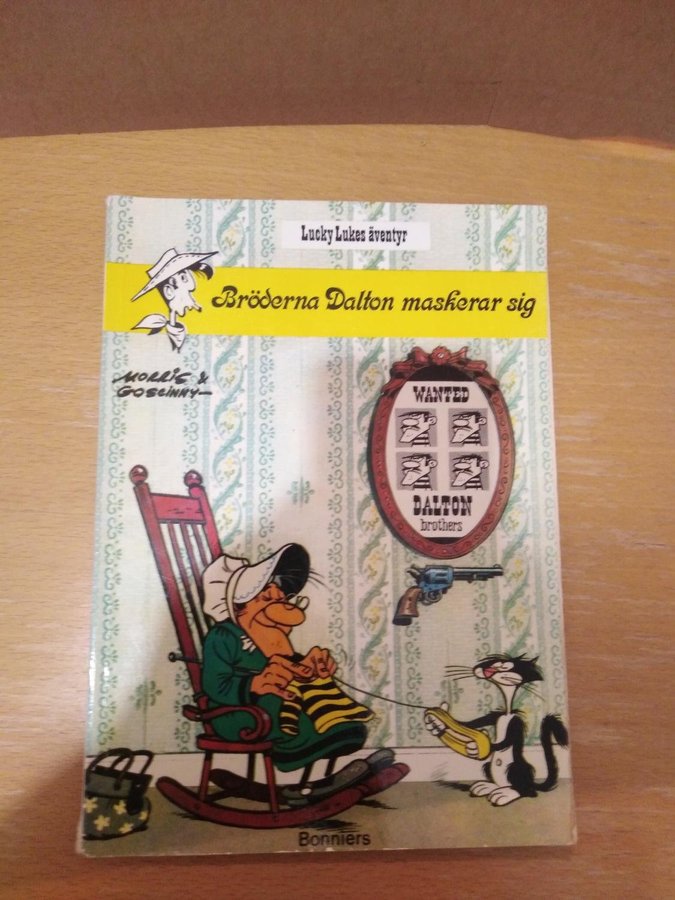 Lucky Lukes äventyr
Bröderna Dalton maskerar sig
MORRIS &
GOSCINNY
WANTED
DALTON
brothers
Bonniers